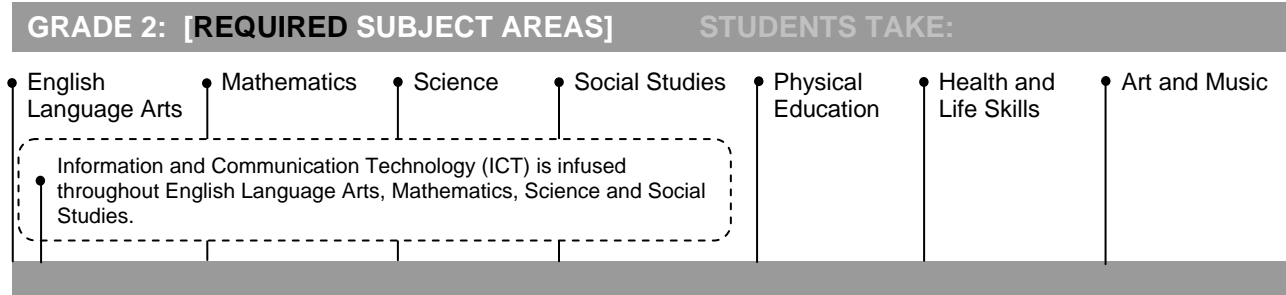 GRADE 2: [REQUIRED SUBJECT AREAS] STUDENTS TAKE:
English
Language Arts
Mathematics
Science
Social Studies
Physical
Education
Health and
Life Skills
Art and Music
Information and Communication Technology (ICT) is infused
throughout English Language Arts, Mathematics, Science and Social
Studies.